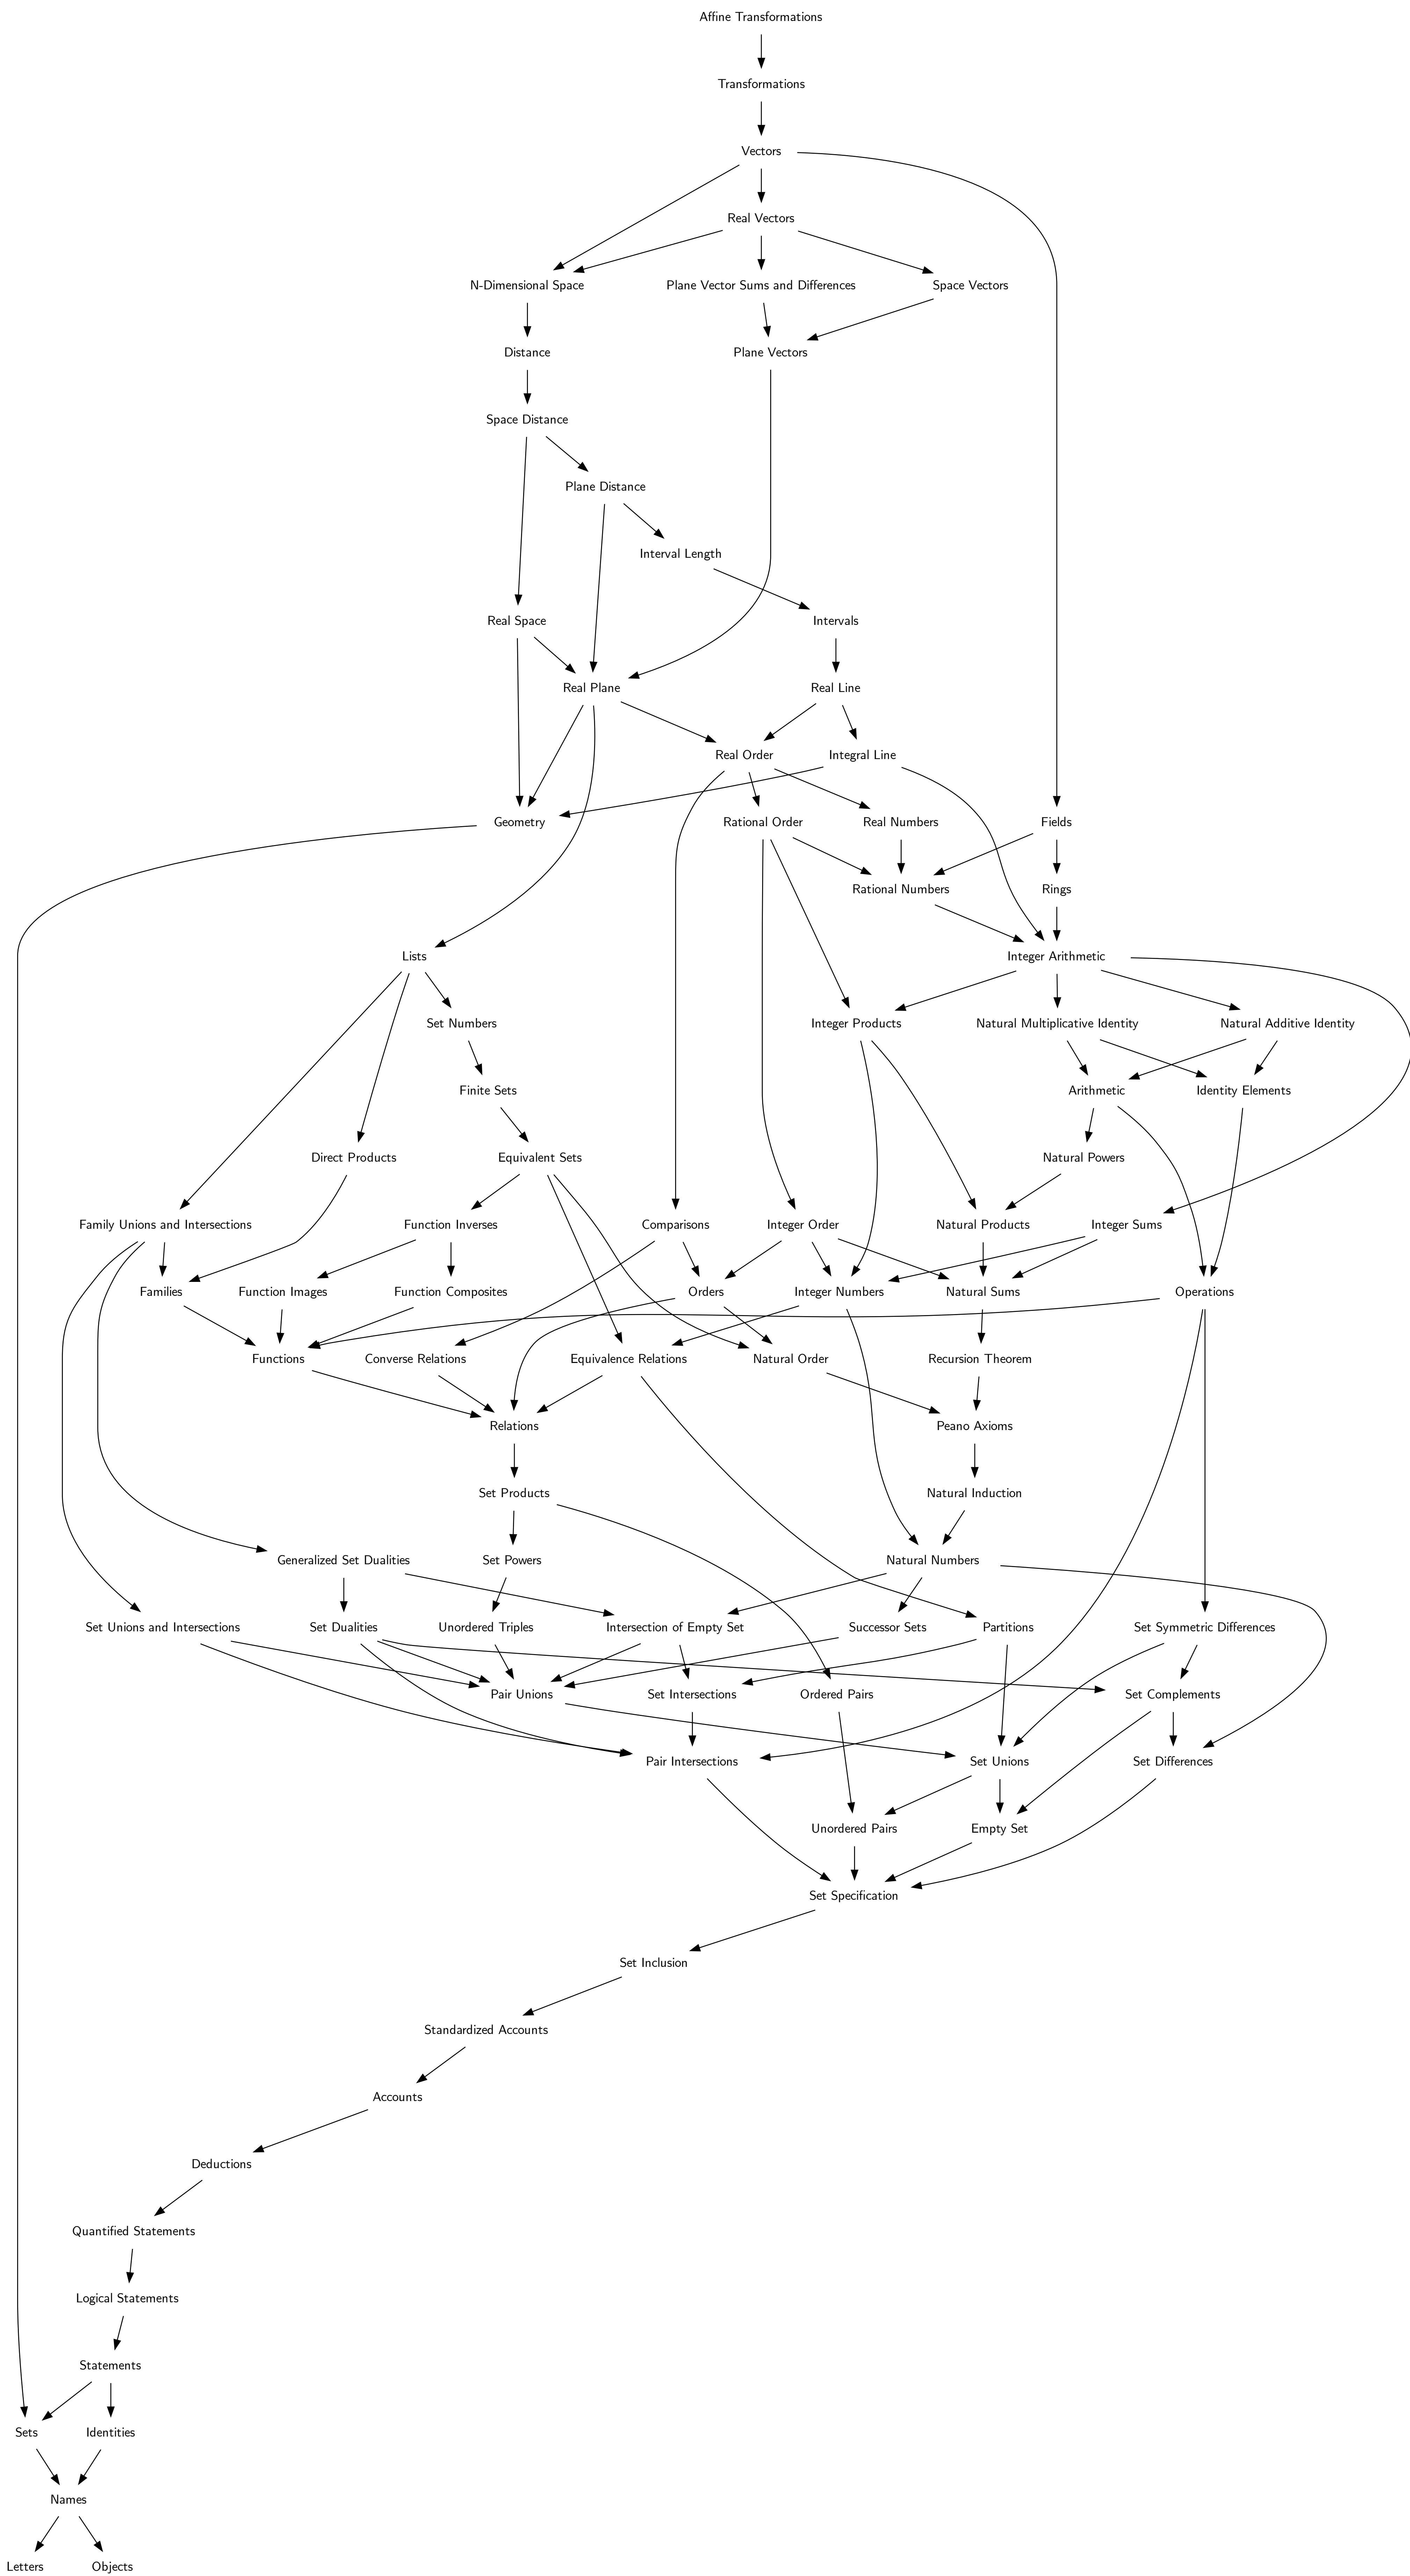 Affine Transformations
Transformations
Vectors
Real Vectors
N-Dimensional Space
Plane Vector Sums and Differences
Space Vectors
Distance
Plane Vectors
Space Distance
Plane Distance
Interval Length
Real Space
Intervals
Real Plane
Real Line
Real Order
Integral Line
Geometry
Rational Order
Real Numbers
Fields
Rational Numbers
Rings
Lists
Integer Arithmetic
Set Numbers
Integer Products
Natural Multiplicative Identity
Natural Additive Identity
Finite Sets
Arithmetic
Identity Elements
Direct Products
Equivalent Sets
Natural Powers
Family Unions and Intersections
Function Inverses
Comparisons
Integer Order
Natural Products
Integer Sums
Families
Function Images
Function Composites
Orders
Integer Numbers
Natural Sums
Operations
Functions
Converse Relations
Equivalence Relations
Natural Order
Recursion Theorem
Relations
Peano Axioms
Set Products
Natural Induction
Generalized Set Dualities
Set Powers
Natural Numbers
Set Unions and Intersections
Set Dualities
Unordered Triples
Intersection of Empty Set
Successor Sets
Partitions
Set Symmetric Differences
Pair Unions
Set Intersections
Ordered Pairs
Set Complements
Pair Intersections
Set Unions
Set Differences
Unordered Pairs
Empty Set
Set Specification
Set Inclusion
Standardized Accounts
Accounts
Deductions
Quantified Statements
Logical Statements
Statements
Sets
Identities
Names
Letters
Objects